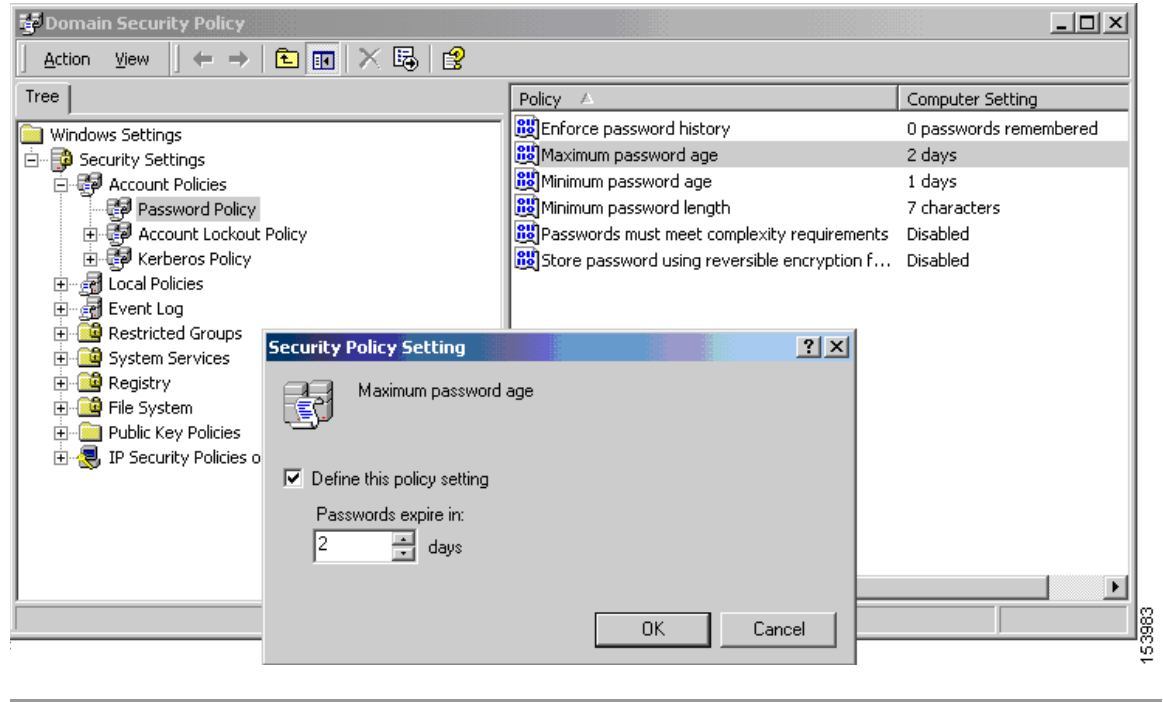 Domain Security Policy
Action View
Tree
Policy Computer Setting
Windows Settings
Security Settings
Account Policies
Password Policy
Account Lockout Policy
Kerberos Policy
Local Policies
Event Log
Restricted Groups
System Services
Registry
File System
Public Key Policies
IP Security Policies o
Enforce password history 0 passwords remembered
Maximum password age 2 days
Minimum password age 1 days
Minimum password length 7 characters
Passwords must meet complexity requirements Disabled
Store password using reversible encryption f... Disabled
Security Policy Setting
Maximum password age
Define this policy setting
Passwords expire in:
2 days
OK Cancel
153983